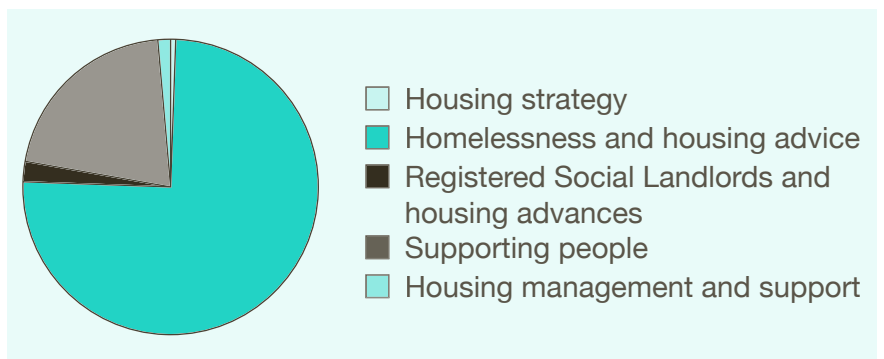 Housing strategy
Homelessness and housing advice
Registered Social Landlords and
housing advances
Supporting people
Housing management and support